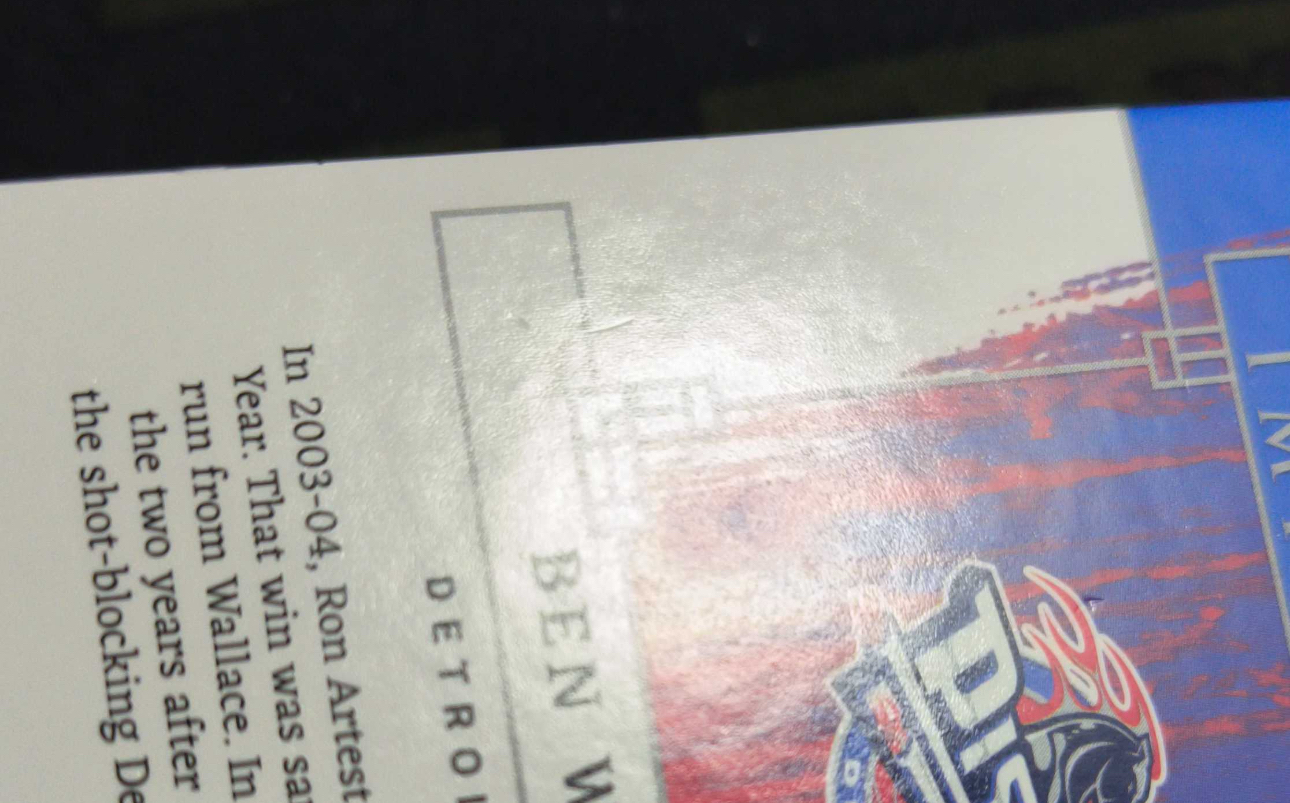 BEN W
DETROI
In 2003-04, Ron Artest
Year. That win was sa
run from Wallace. In
the two years after
the shot-blocking De